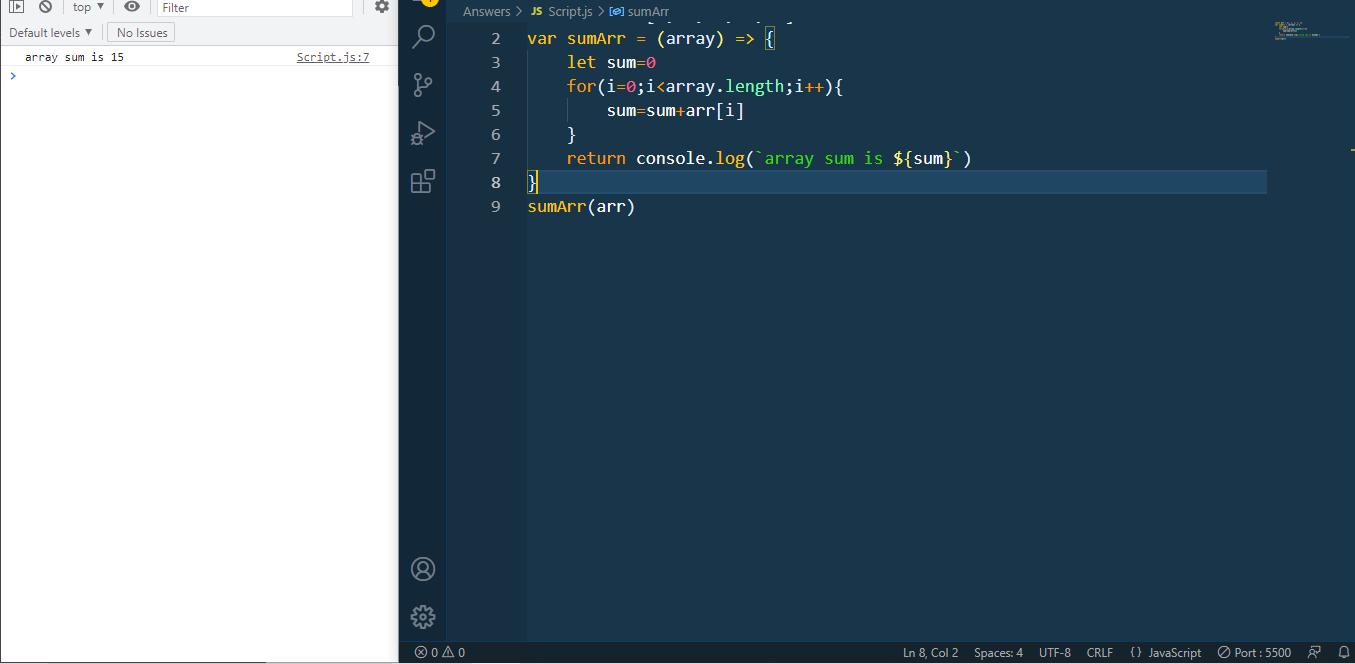 top ▼
Filter
Default levels ▼
No Issues
array sum is 15
Script.js:7
>
Answers > JS Script.js > sumArr
2 var sumArr = (array) => {
3     let sum=0
4     for(i=0;i<array.length;i++){
5         sum=sum+arr[i]
6     }
7     return console.log(`array sum is ${sum}`)
8 }
9 sumArr(arr)
0 0
Ln 8, Col 2
Spaces: 4
UTF-8
CRLF
{} JavaScript
Port : 5500